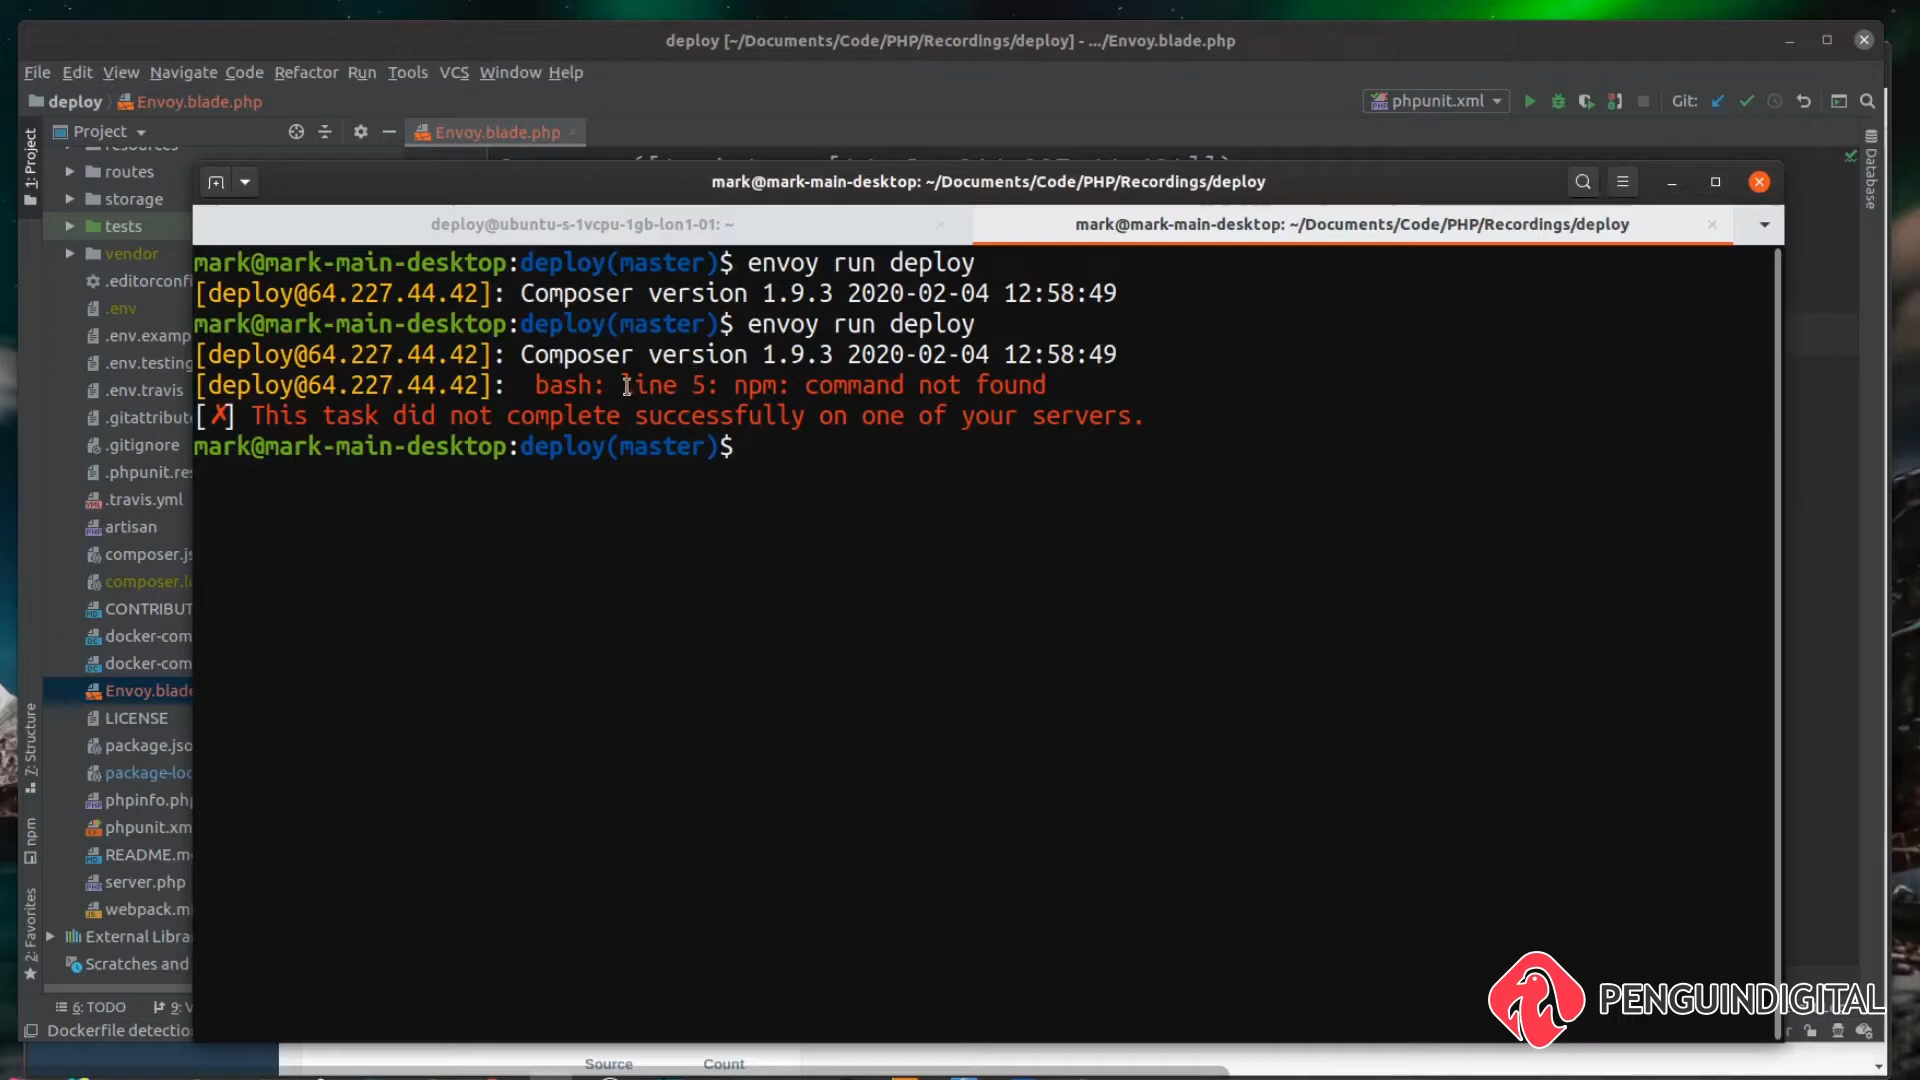 deploy [~/Documents/Code/PHP/Recordings/deploy] - .../Envoy.blade.php
File Edit View Navigate Code Refactor Run Tools VCS Window Help
deploy Envoy.blade.php
phpunit.xml Git:
Project Envoy.blade.php
1: Project
Database
resources
routes
mark@mark-main-desktop: ~/Documents/Code/PHP/Recordings/deploy
storage
tests
deploy@ubuntu-s-1vcpu-1gb-lon1-01: ~
mark@mark-main-desktop: ~/Documents/Code/PHP/Recordings/deploy
vendor
mark@mark-main-desktop:deploy(master)$ envoy run deploy
[deploy@64.227.44.42]: Composer version 1.9.3 2020-02-04 12:58:49
mark@mark-main-desktop:deploy(master)$ envoy run deploy
[deploy@64.227.44.42]: Composer version 1.9.3 2020-02-04 12:58:49
[deploy@64.227.44.42]: bash: line 5: npm: command not found
[✗] This task did not complete successfully on one of your servers.
mark@mark-main-desktop:deploy(master)$
.editorconfi
.env
.env.examp
.env.testing
.env.travis
.gitattribut
.gitignore
.phpunit.res
.travis.yml
artisan
composer.js
composer.lo
CONTRIBUT
docker-com
docker-com
Envoy.blade
LICENSE
package.jso
package-loc
phpinfo.php
phpunit.xm
README.m
server.php
webpack.mi
External Libra
Scratches and
7: Structure
npm
2: Favorites
6: TODO 9: V
Dockerfile detectio
PENGUINDIGITAL
Source Count